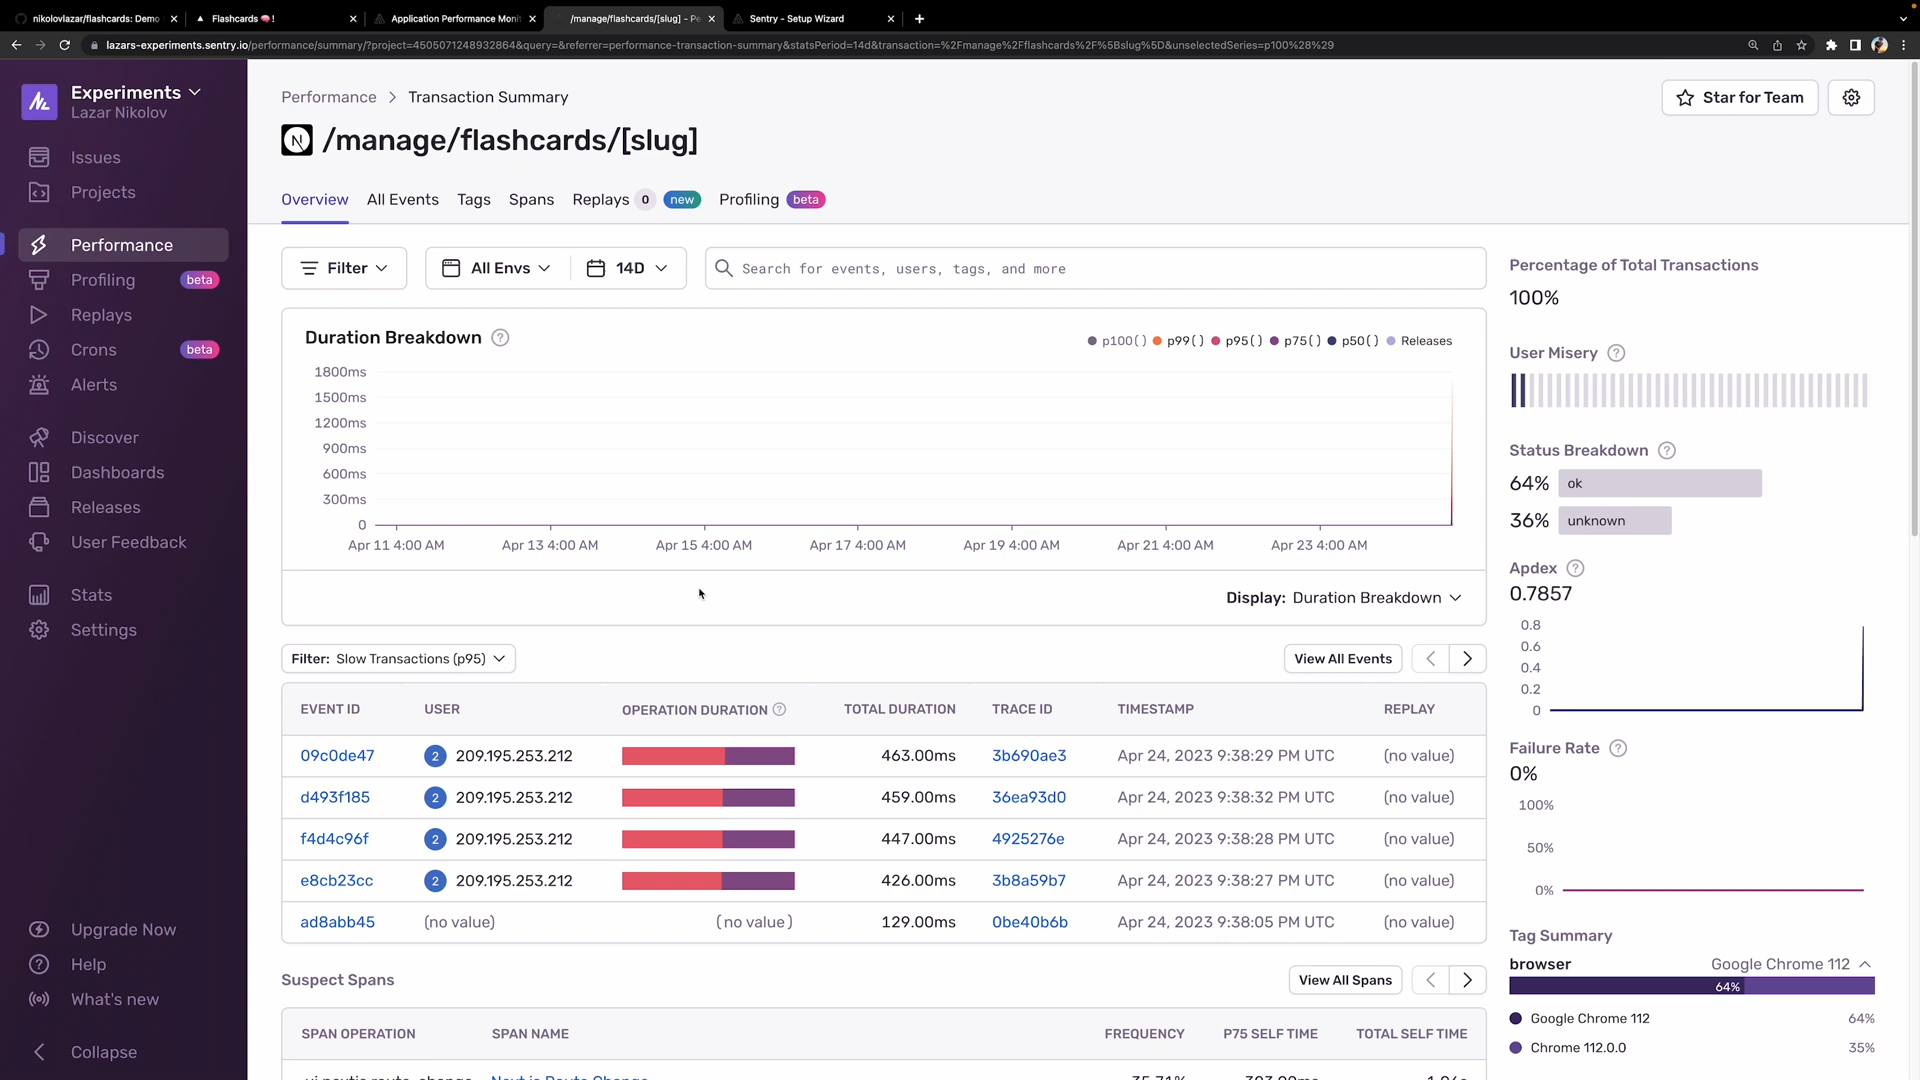 nikolovlazar/flashcards: Demo
Flashcards 🧠!
Application Performance Monit
/manage/flashcards/[slug] - Pe
Sentry - Setup Wizard
lazars-experiments.sentry.io/performance/summary/?project=4505071248932864&query=&referrer=performance-transaction-summary&statsPeriod=14d&transaction=%2Fmanage%2Fflashcards%2F%5Bslug%5D&unselectedSeries=p100%28%29
Experiments
Lazar Nikolov
Issues
Projects
Performance
Profiling beta
Replays
Crons beta
Alerts
Discover
Dashboards
Releases
User Feedback
Stats
Settings
Upgrade Now
Help
What's new
Collapse
Performance > Transaction Summary
Star for Team
N /manage/flashcards/[slug]
Overview All Events Tags Spans Replays 0 new Profiling beta
Filter All Envs 14D Search for events, users, tags, and more
Duration Breakdown ?
p100() p99() p95() p75() p50() Releases
1800ms
1500ms
1200ms
900ms
600ms
300ms
0
Apr 11 4:00 AM Apr 13 4:00 AM Apr 15 4:00 AM Apr 17 4:00 AM Apr 19 4:00 AM Apr 21 4:00 AM Apr 23 4:00 AM
Display: Duration Breakdown
Filter: Slow Transactions (p95) View All Events
EVENT ID USER OPERATION DURATION ? TOTAL DURATION TRACE ID TIMESTAMP REPLAY
09c0de47 2 209.195.253.212 463.00ms 3b690ae3 Apr 24, 2023 9:38:29 PM UTC (no value)
d493f185 2 209.195.253.212 459.00ms 36ea93d0 Apr 24, 2023 9:38:32 PM UTC (no value)
f4d4c96f 2 209.195.253.212 447.00ms 4925276e Apr 24, 2023 9:38:28 PM UTC (no value)
e8cb23cc 2 209.195.253.212 426.00ms 3b8a59b7 Apr 24, 2023 9:38:27 PM UTC (no value)
ad8abb45 (no value) (no value) 129.00ms 0be40b6b Apr 24, 2023 9:38:05 PM UTC (no value)
Suspect Spans View All Spans
SPAN OPERATION SPAN NAME FREQUENCY P75 SELF TIME TOTAL SELF TIME
Percentage of Total Transactions
100%
User Misery ?
Status Breakdown ?
64% ok
36% unknown
Apdex ?
0.7857
0.8
0.6
0.4
0.2
0
Failure Rate ?
0%
100%
50%
0%
Tag Summary
browser Google Chrome 112
64%
Google Chrome 112 64%
Chrome 112.0.0 35%